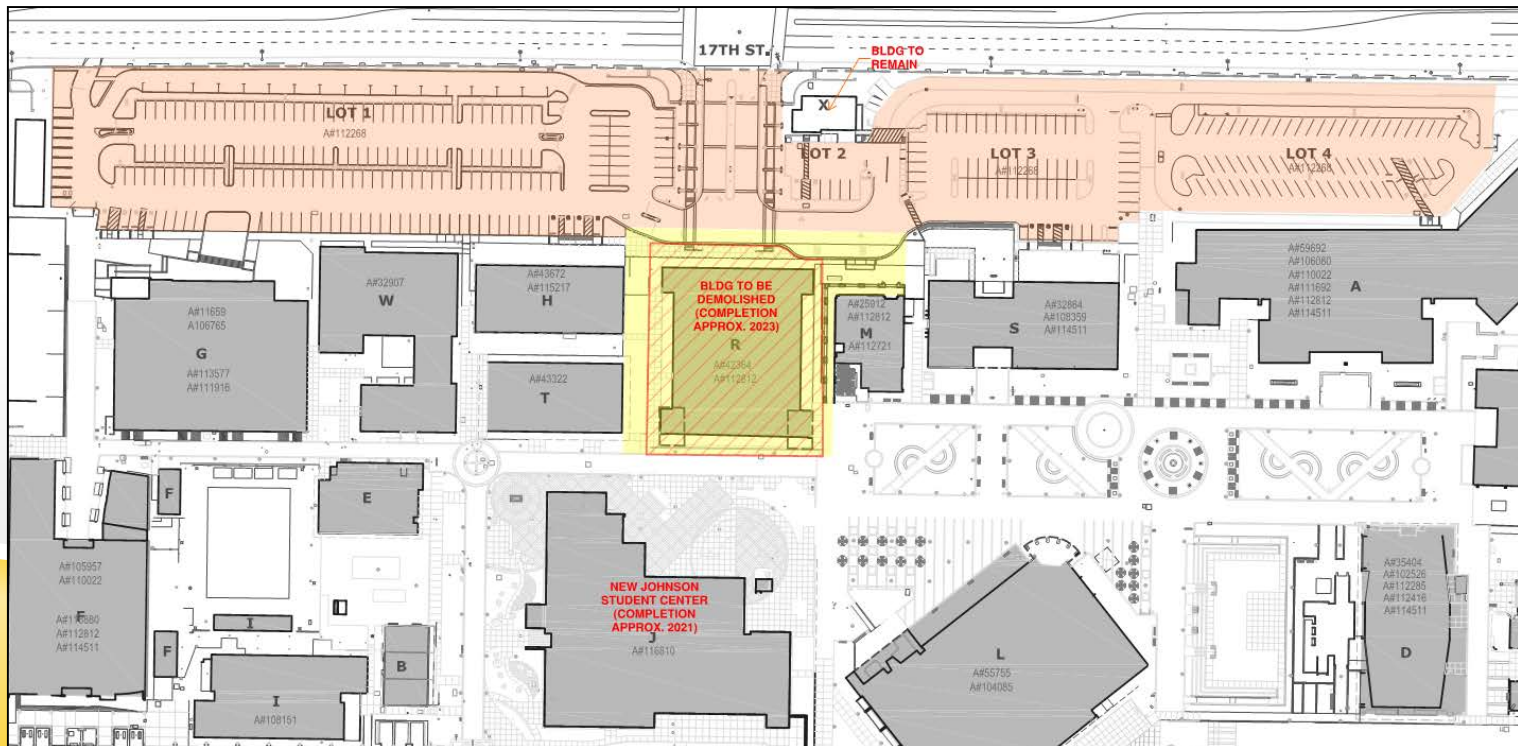 17TH ST.
BLDG TO
REMAIN
X
LOT 1
A#112268
LOT 2
LOT 3
A#112268
LOT 4
A#112268
A#11659
A106765
G
A#113577
A#111916
A#32907
W
A#43672
A#115217
H
A#43322
T
BLDG TO BE
DEMOLISHED
(COMPLETION
APPROX. 2023)
R
A#42364
A#112812
A#25912
A#112812
M
A#112721
A#32864
A#108359
S
A#114511
A#59692
A#106080
A#110022
A#111692
A#112812
A#114511
A
F
E
A#105957
A#110022
F
A#112812
A#114511
I
F
B
I
A#108151
NEW JOHNSON
STUDENT CENTER
(COMPLETION
APPROX. 2021)
J
A#116810
L
A#55755
A#104085
A#35404
A#102526
A#112285
A#112416
A#114511
D